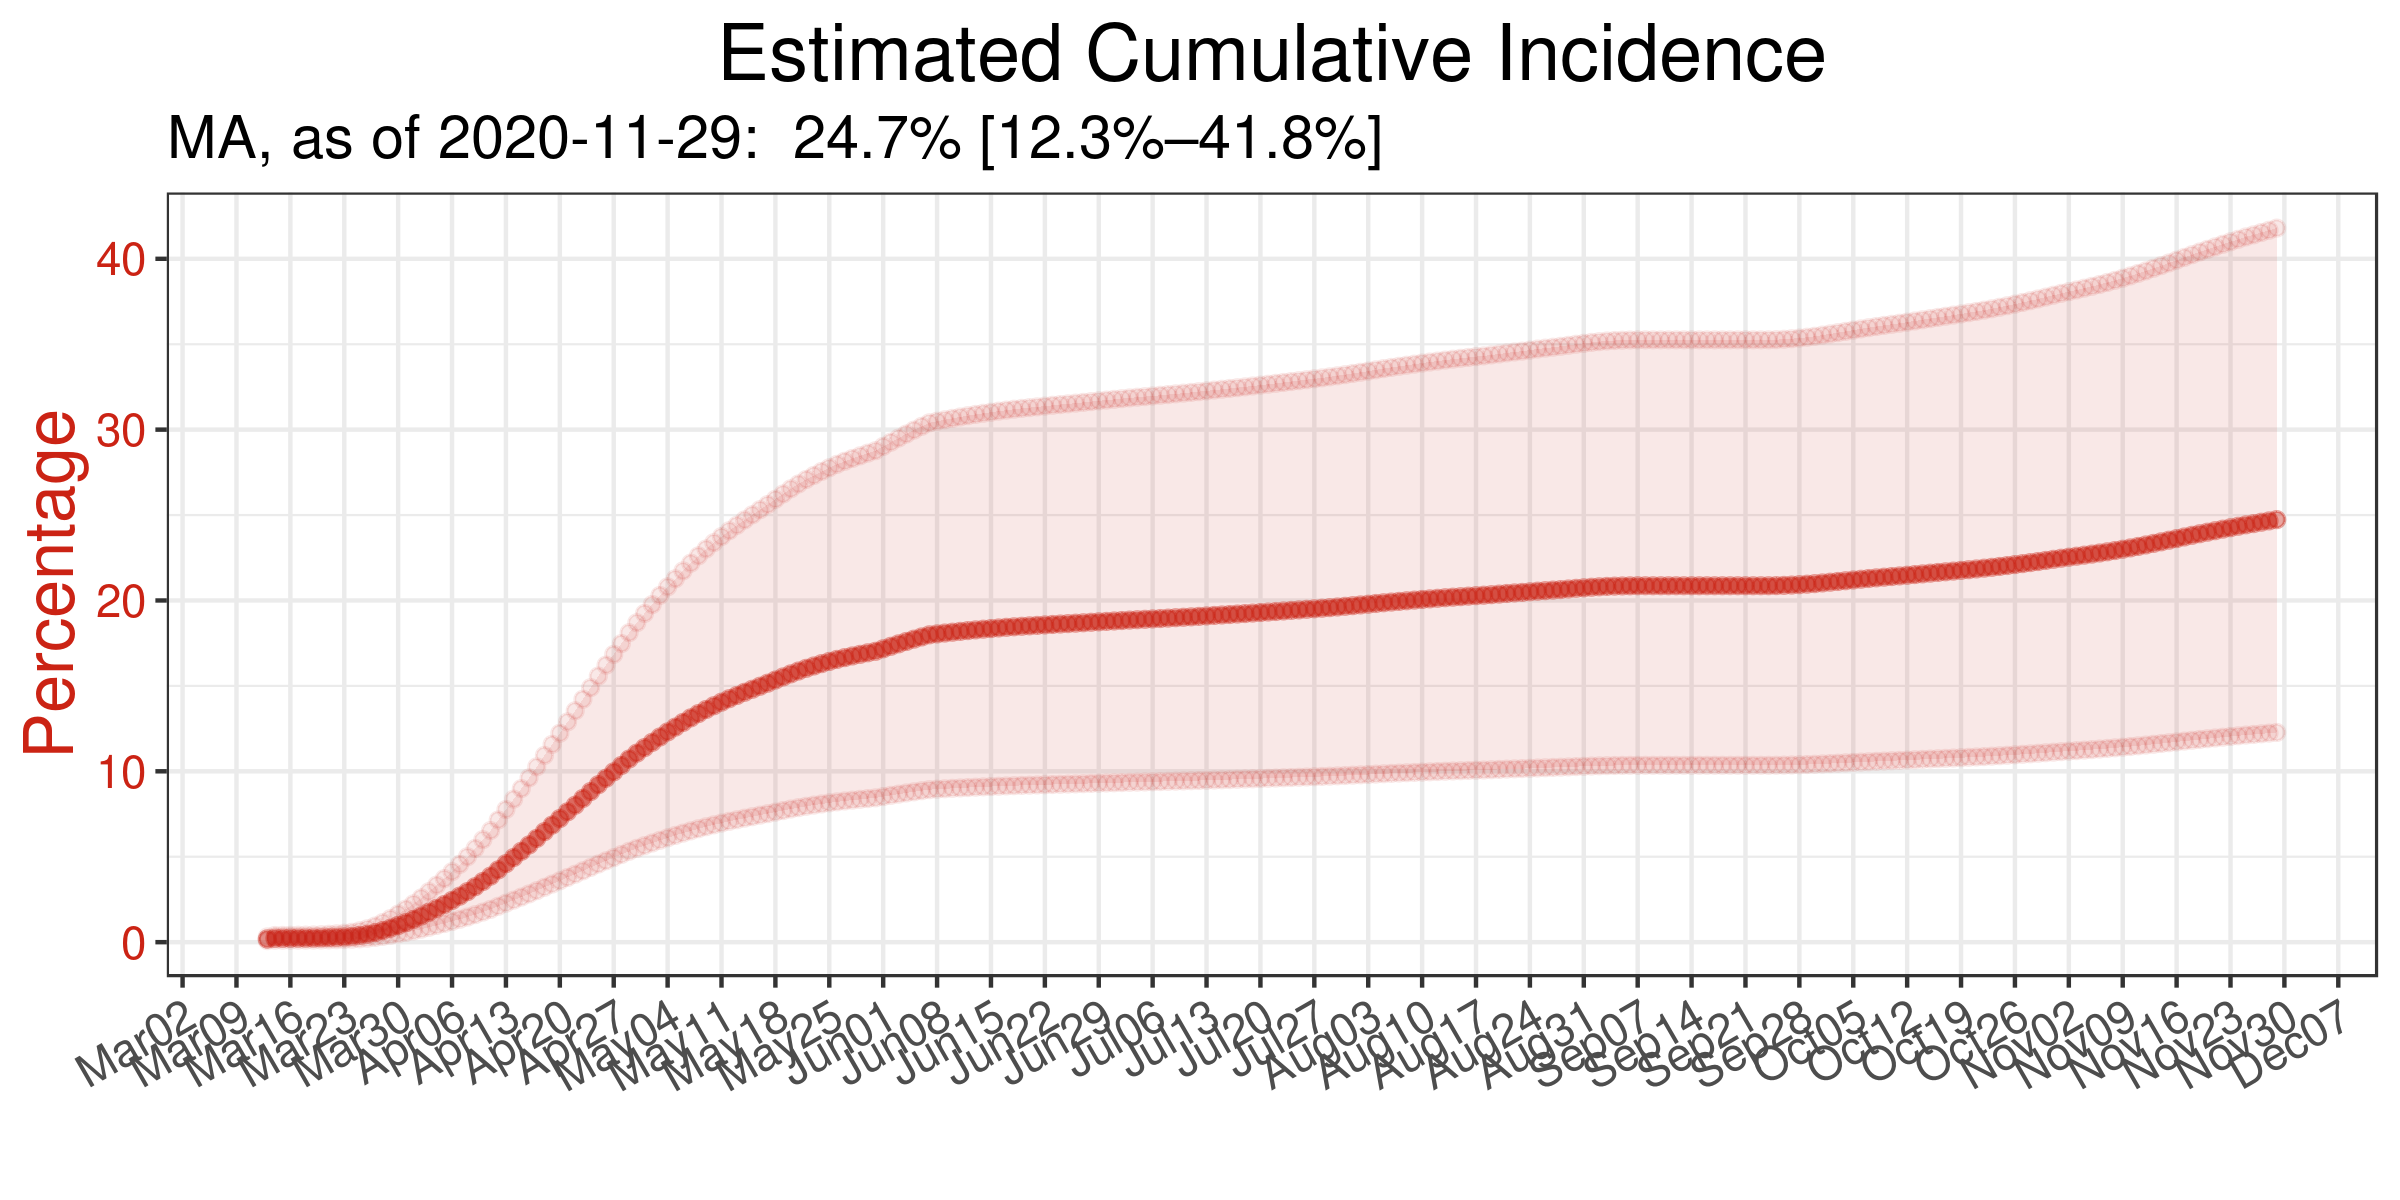 Estimated Cumulative Incidence
MA, as of 2020-11-29:  24.7% [12.3%–41.8%]
Percentage
40
30
20
10
0
Mar02
Mar09
Mar16
Mar23
Mar30
Apr06
Apr13
Apr20
Apr27
May04
May11
May18
May25
Jun01
Jun08
Jun15
Jun22
Jun29
Jul06
Jul13
Jul20
Jul27
Aug03
Aug10
Aug17
Aug24
Aug31
Sep07
Sep14
Sep21
Sep28
Oct05
Oct12
Oct19
Oct26
Nov02
Nov09
Nov16
Nov23
Nov30
Dec07